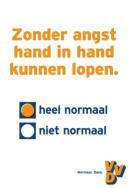 Zonder angst
hand in hand
kunnen lopen.
heel normaal
niet normaal
Normaal. Doen.
VVD